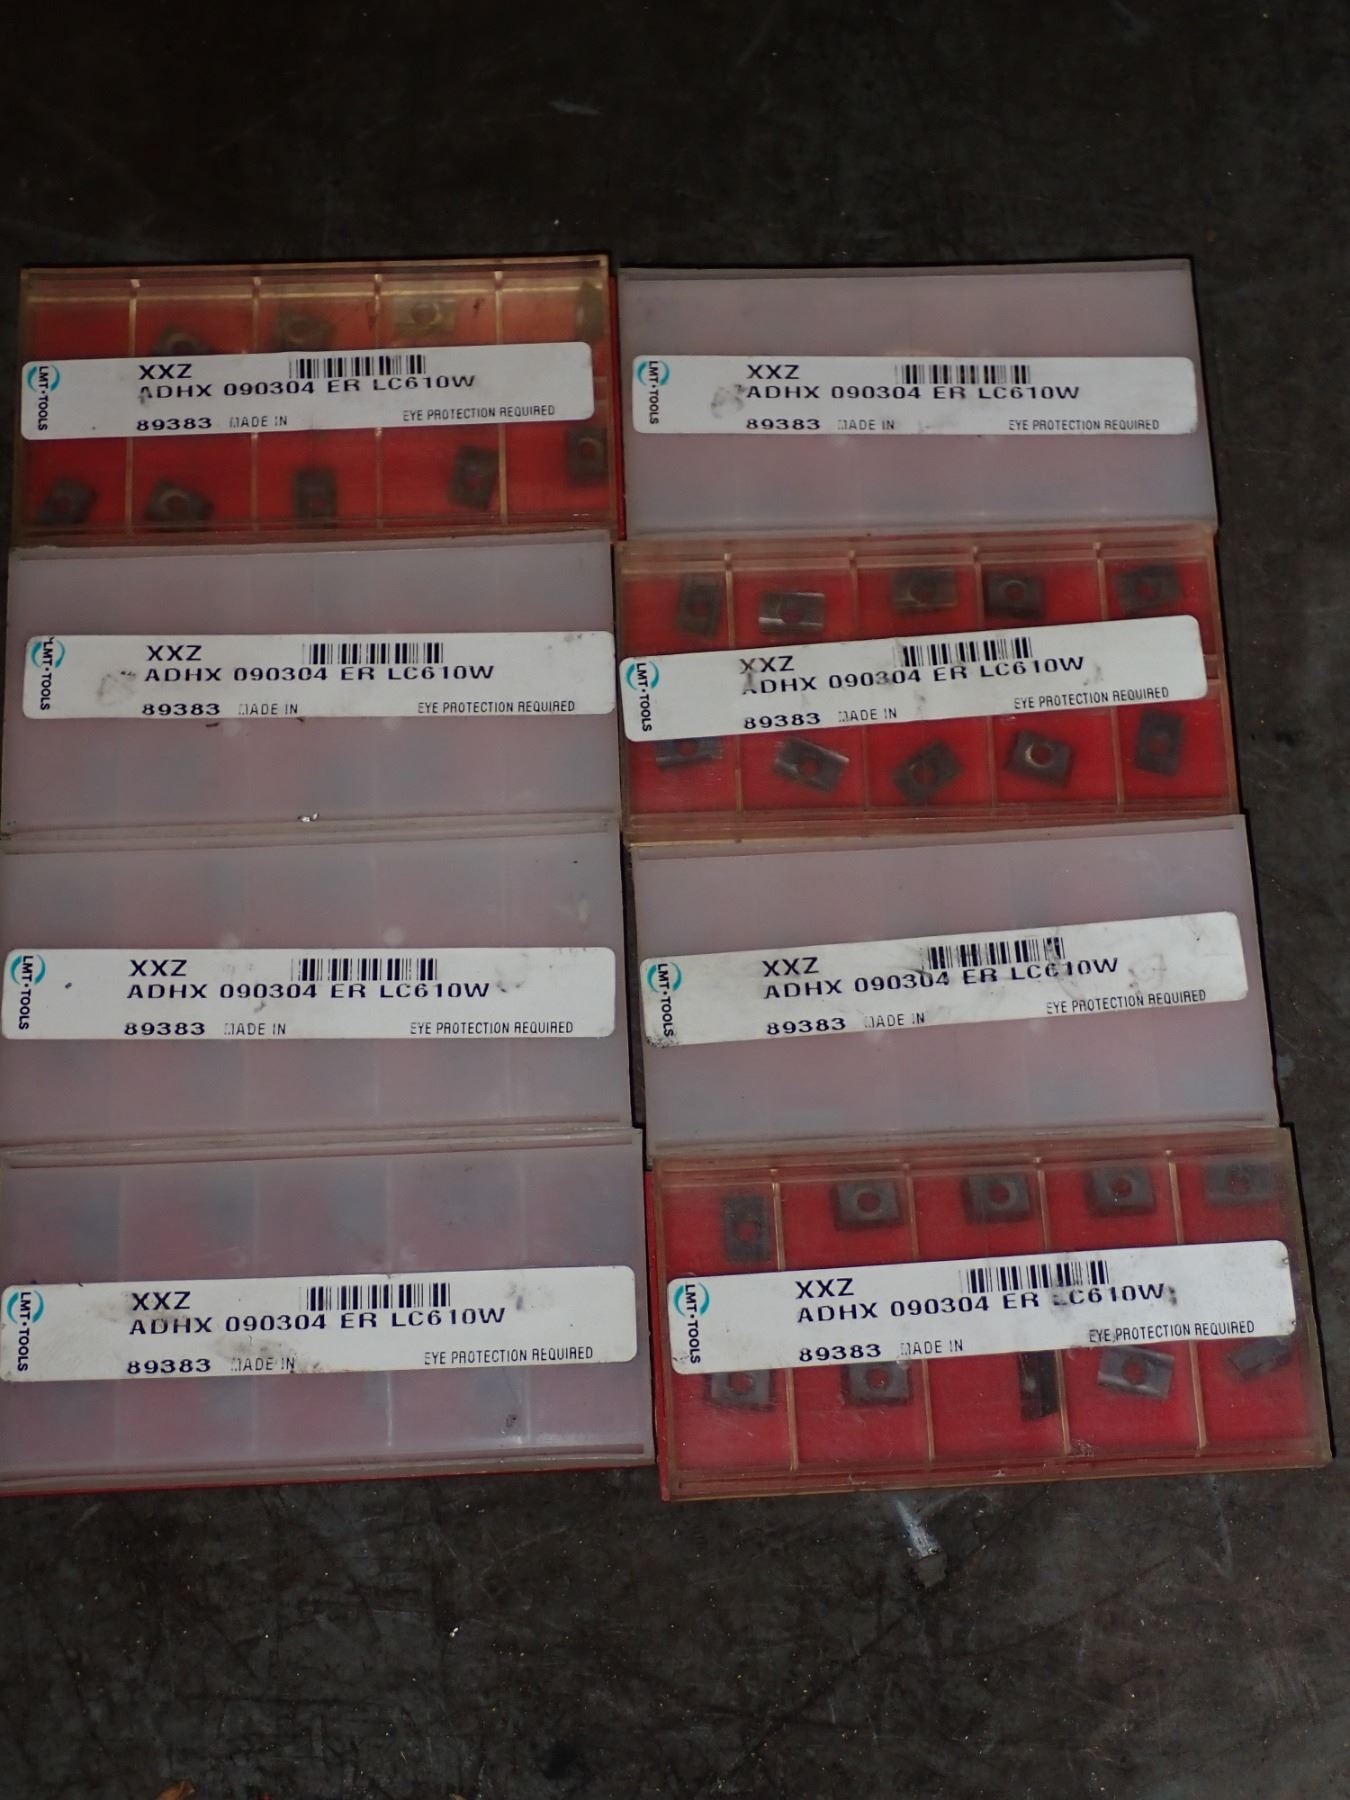 LMT·TOOLS
XXZ
ADHX 090304 ER LC610W
89383 MADE IN
EYE PROTECTION REQUIRED
LMT·TOOLS
XXZ
ADHX 090304 ER LC610W
89383 MADE IN
EYE PROTECTION REQUIRED
LMT·TOOLS
XXZ
ADHX 090304 ER LC610W
89383 MADE IN
EYE PROTECTION REQUIRED
LMT·TOOLS
XXZ
ADHX 090304 ER LC610W
89383 MADE IN
EYE PROTECTION REQUIRED
LMT·TOOLS
XXZ
ADHX 090304 ER LC610W
89383 MADE IN
EYE PROTECTION REQUIRED
LMT·TOOLS
XXZ
ADHX 090304 ER LC610W
89383 MADE IN
EYE PROTECTION REQUIRED
LMT·TOOLS
XXZ
ADHX 090304 ER LC610W
89383 MADE IN
EYE PROTECTION REQUIRED
LMT·TOOLS
XXZ
ADHX 090304 ER LC610W
89383 MADE IN
EYE PROTECTION REQUIRED